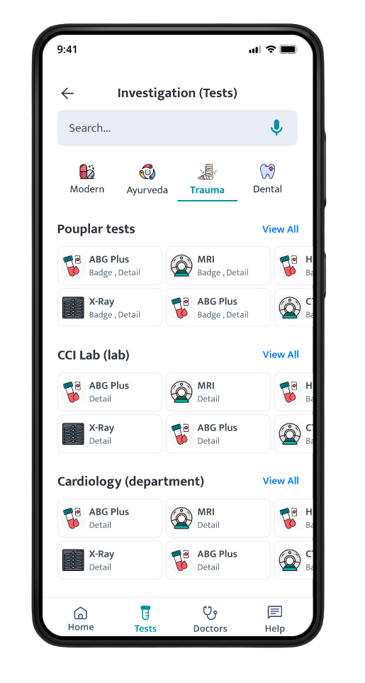 9:41
Investigation (Tests)
Search...
Modern Ayurveda Trauma Dental
Pouplar tests View All
ABG Plus MRI H
Badge , Detail Badge , Detail Ba
X-Ray ABG Plus C
Badge , Detail Badge , Detail Ba
CCI Lab (lab) View All
ABG Plus MRI H
Detail Detail Ba
X-Ray ABG Plus C
Detail Detail Ba
Cardiology (department) View All
ABG Plus MRI H
Detail Detail Ba
X-Ray ABG Plus C
Detail Detail Ba
Home Tests Doctors Help